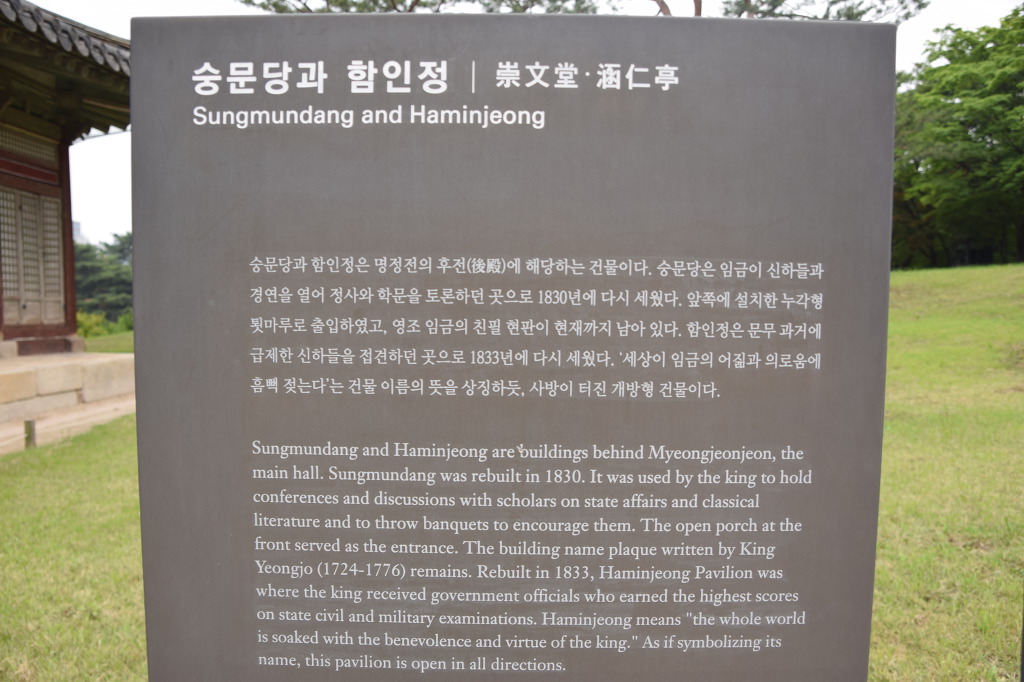 숭문당과 함인정 | 崇文堂·涵仁亭
Sungmundang and Haminjeong
숭문당과 함인정은 명정전의 후전(後殿)에 해당하는 건물이다. 숭문당은 임금이 신하들과
경연을 열어 정사와 학문을 토론하던 곳으로 1830년에 다시 세웠다. 앞쪽에 설치한 누각형
툇마루로 출입하였고, 영조 임금의 친필 현판이 현재까지 남아 있다. 함인정은 문무 과거에
급제한 신하들을 접견하던 곳으로 1833년에 다시 세웠다. ‘세상이 임금의 어짊과 의로움에
흠뻑 젖는다’는 건물 이름의 뜻을 상징하듯, 사방이 터진 개방형 건물이다.
Sungmundang and Haminjeong are buildings behind Myeongjeonjeon, the
main hall. Sungmundang was rebuilt in 1830. It was used by the king to hold
conferences and discussions with scholars on state affairs and classical
literature and to throw banquets to encourage them. The open porch at the
front served as the entrance. The building name plaque written by King
Yeongjo (1724-1776) remains. Rebuilt in 1833, Haminjeong Pavilion was
where the king received government officials who earned the highest scores
on state civil and military examinations. Haminjeong means "the whole world
is soaked with the benevolence and virtue of the king." As if symbolizing its
name, this pavilion is open in all directions.